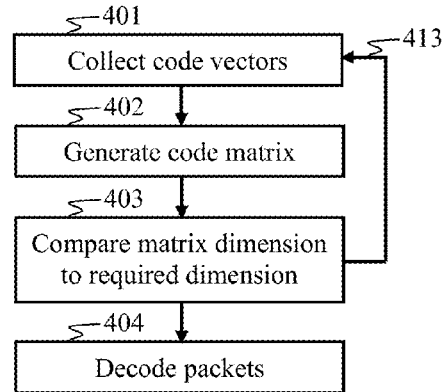 401
413
Collect code vectors
402
Generate code matrix
403
Compare matrix dimension
to required dimension
404
Decode packets